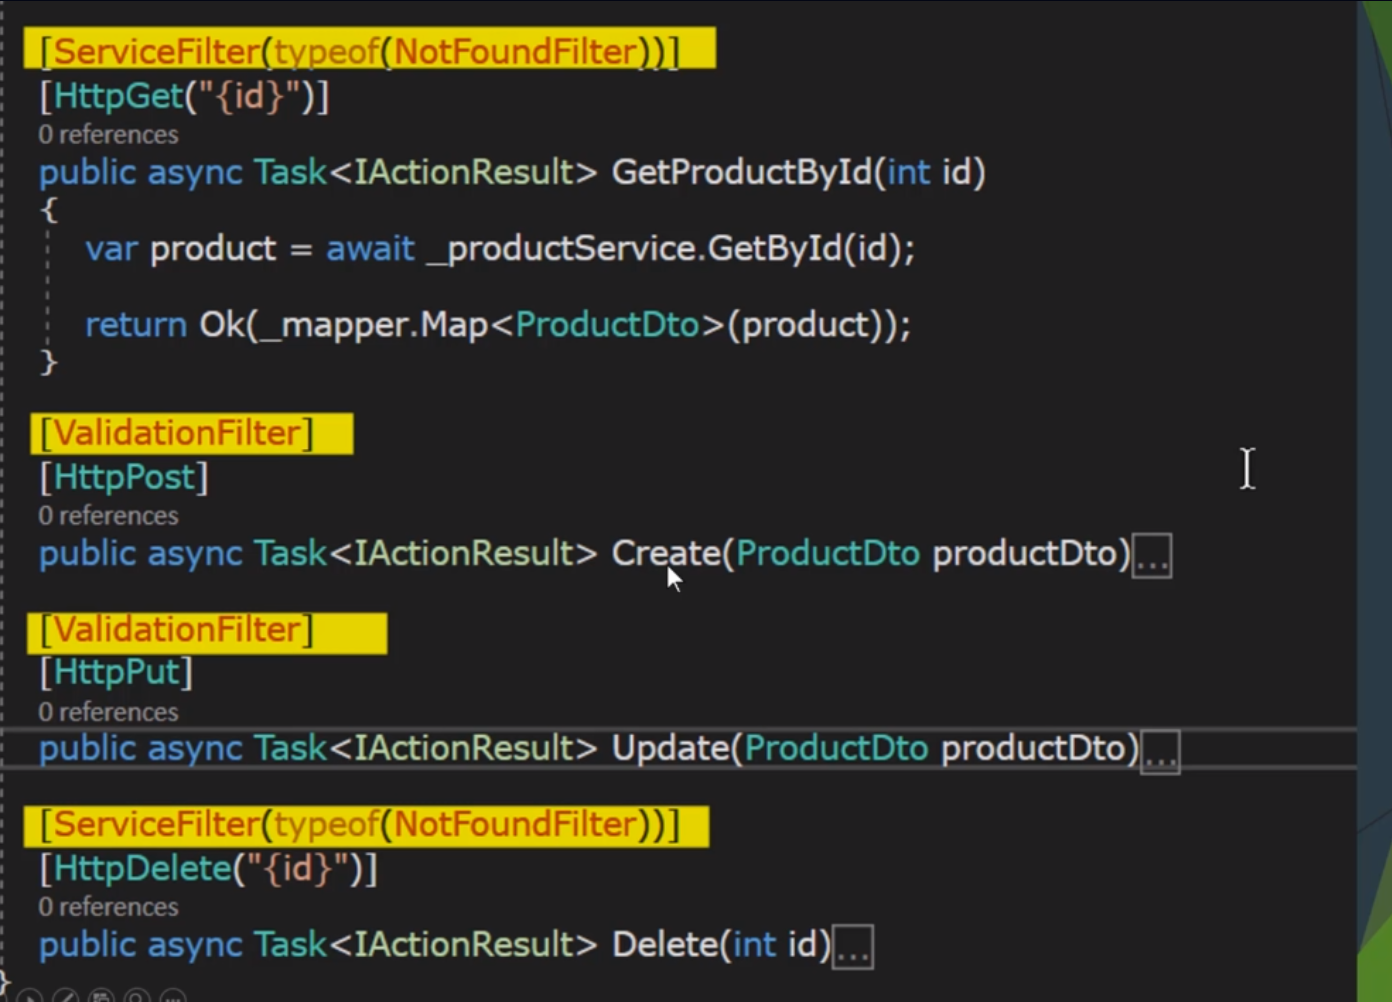 [ServiceFilter(typeof(NotFoundFilter))]
[HttpGet("{id}")]
0 references
public async Task<IActionResult> GetProductById(int id)
{
var product = await _productService.GetById(id);
return Ok(_mapper.Map<ProductDto>(product));
}
[ValidationFilter]
[HttpPost]
0 references
public async Task<IActionResult> Create(ProductDto productDto)...
[ValidationFilter]
[HttpPut]
0 references
public async Task<IActionResult> Update(ProductDto productDto)...
[ServiceFilter(typeof(NotFoundFilter))]
[HttpDelete("{id}")]
0 references
public async Task<IActionResult> Delete(int id)...
}